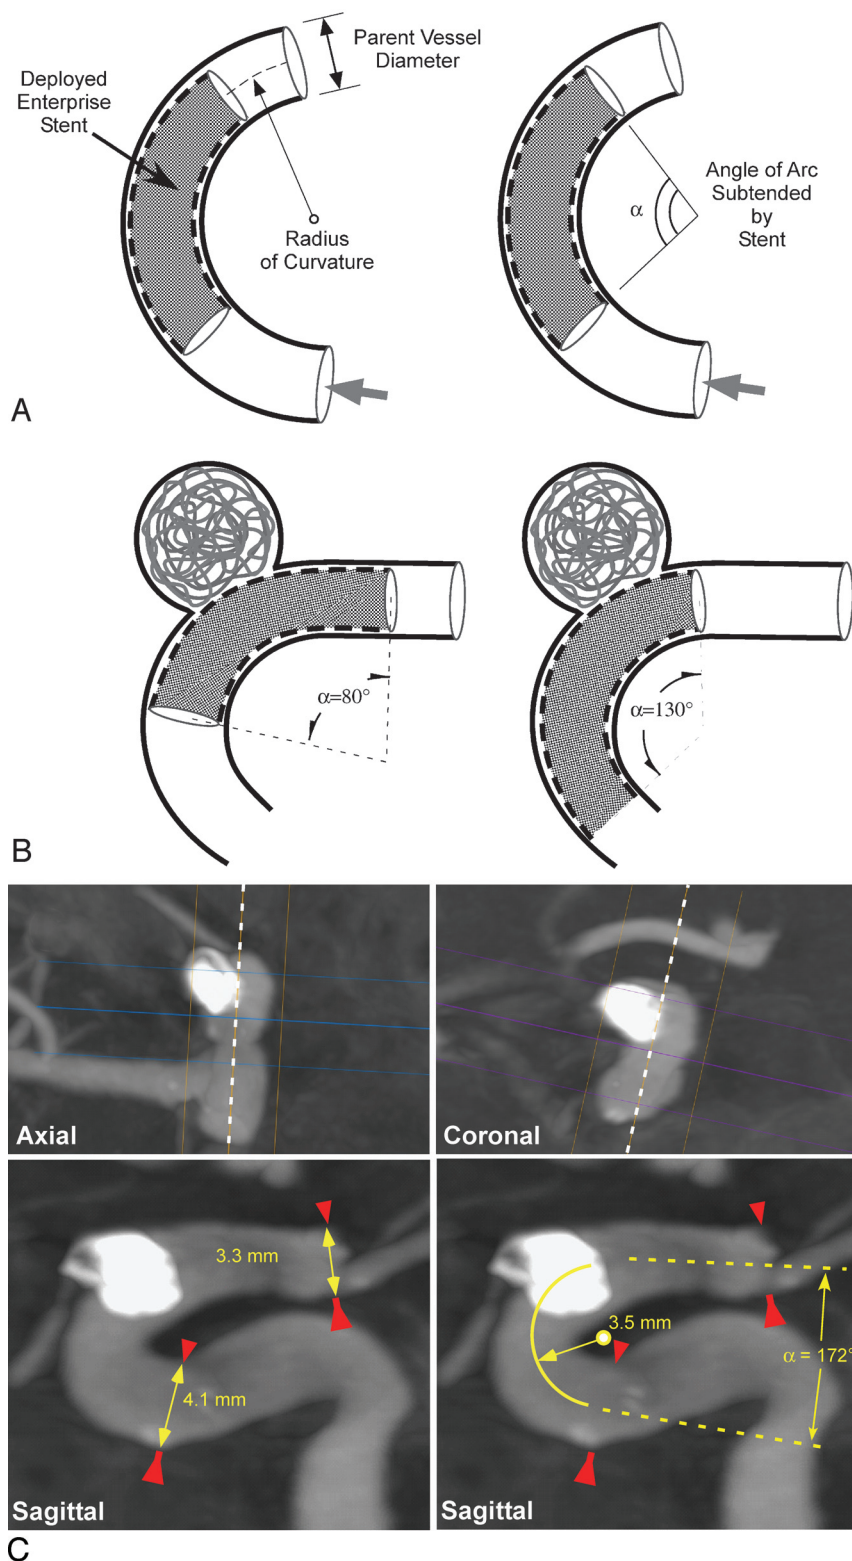 Parent Vessel
Diameter
Deployed
Enterprise
Stent
Radius
of Curvature
Angle of Arc
Subtended
by
Stent
α
A
α=80°
α=130°
B
Axial
Coronal
3.3 mm
4.1 mm
Sagittal
3.5 mm
α = 172°
Sagittal
C